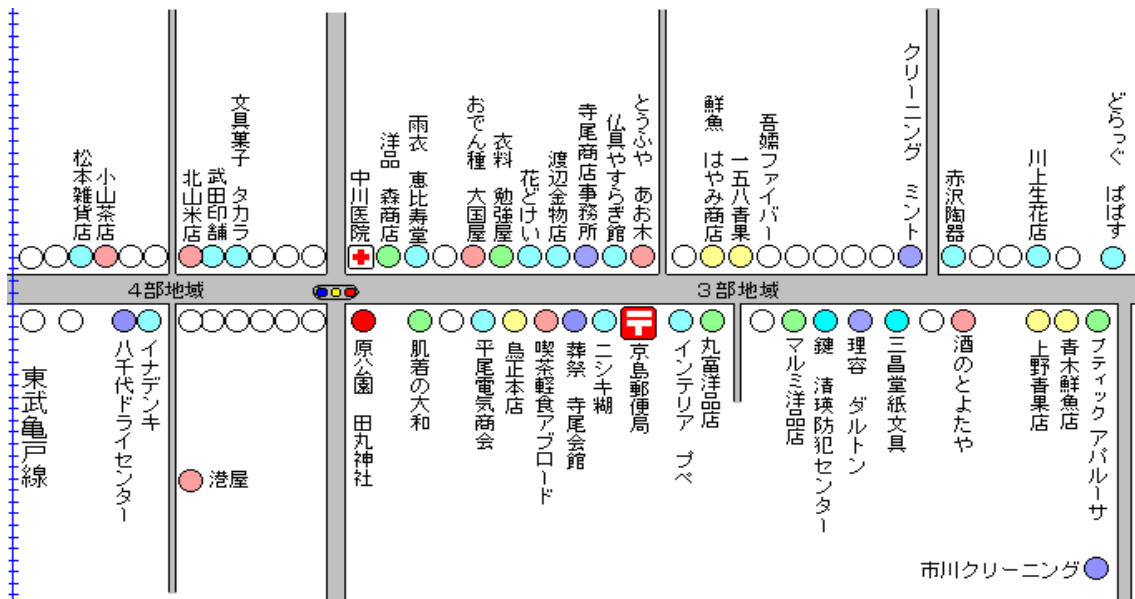 松本雑貨店
小山茶店
北山米店
武田印舗
文具菓子 タカラ
中川医院
洋品 森商店
雨衣 恵比寿堂
おでん種 大国屋
衣料 勉強屋
花どけい
渡辺金物店
寺尾商店事務所
仏具やすらぎ館
とうふや あお木
鮮魚 はやみ商店
一五八青果
吾嬬ファイバー
クリーニング ミント
赤沢陶器
川上生花店
どらっぐ ぱぱす
4部地域
3部地域
東武亀戸線
八千代ドライセンター
イナデンキ
港屋
原公園 田丸神社
肌着の大和
平尾電気商会
鳥正本店
喫茶軽食アブロード
葬祭 寺尾会館
ニシキ糊
〒
京島郵便局
インテリア ブベ
丸富洋品店
マルミ洋品店
鍵 清瑛防犯センター
理容 ダルトン
三昌堂紙文具
酒のとよたや
上野青果店
青木鮮魚店
ブティック アパルーサ
市川クリーニング